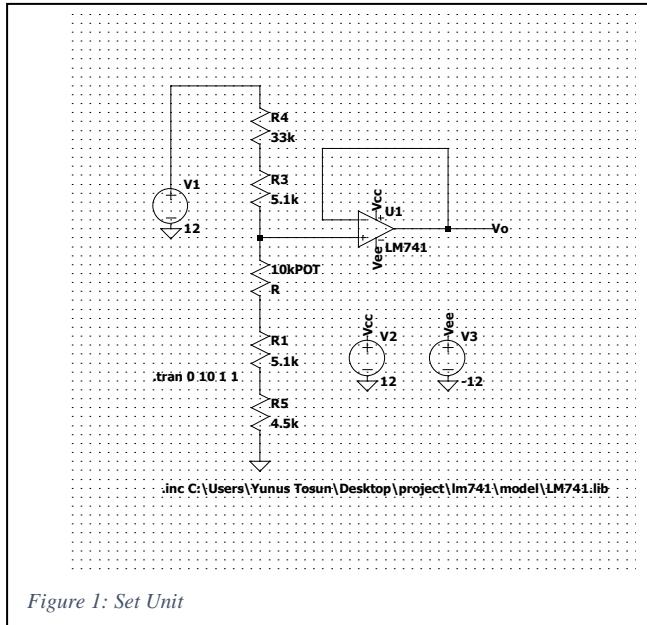 R4
33k
R3
5.1k
V1
12
Vcc
U1
LM741
Vee
Vo
10kPOT
R
R1
5.1k
.tran 0 10 1 1
R5
4.5k
Vcc
V2
12
Vee
V3
-12
.inc C:\Users\Yunus Tosun\Desktop\project\lm741\model\LM741.lib
Figure 1: Set Unit